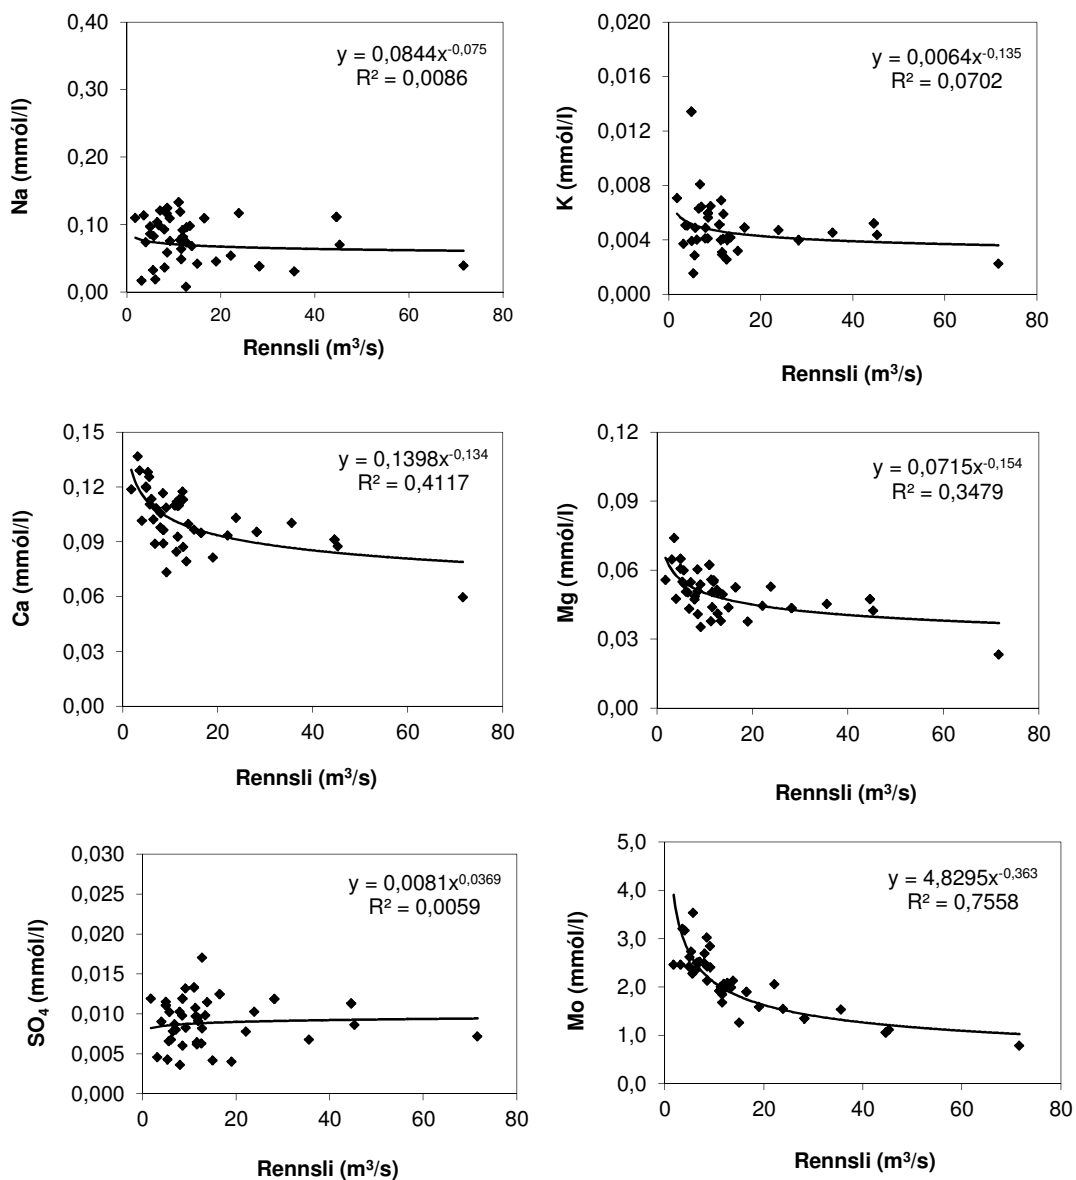 0,40
0,30
0,20
0,10
0,00
Na (mmól/l)
y = 0,0844x^-0,075
R² = 0,0086
0 20 40 60 80
Rennsli (m³/s)
0,020
0,016
0,012
0,008
0,004
0,000
K (mmól/l)
y = 0,0064x^-0,135
R² = 0,0702
0 20 40 60 80
Rennsli (m³/s)
0,15
0,12
0,09
0,06
0,03
0,00
Ca (mmól/l)
y = 0,1398x^-0,134
R² = 0,4117
0 20 40 60 80
Rennsli (m³/s)
0,12
0,09
0,06
0,03
0,00
Mg (mmól/l)
y = 0,0715x^-0,154
R² = 0,3479
0 20 40 60 80
Rennsli (m³/s)
0,030
0,025
0,020
0,015
0,010
0,005
0,000
SO₄ (mmól/l)
y = 0,0081x^0,0369
R² = 0,0059
0 20 40 60 80
Rennsli (m³/s)
5,0
4,0
3,0
2,0
1,0
0,0
Mo (mmól/l)
y = 4,8295x^-0,363
R² = 0,7558
0 20 40 60 80
Rennsli (m³/s)